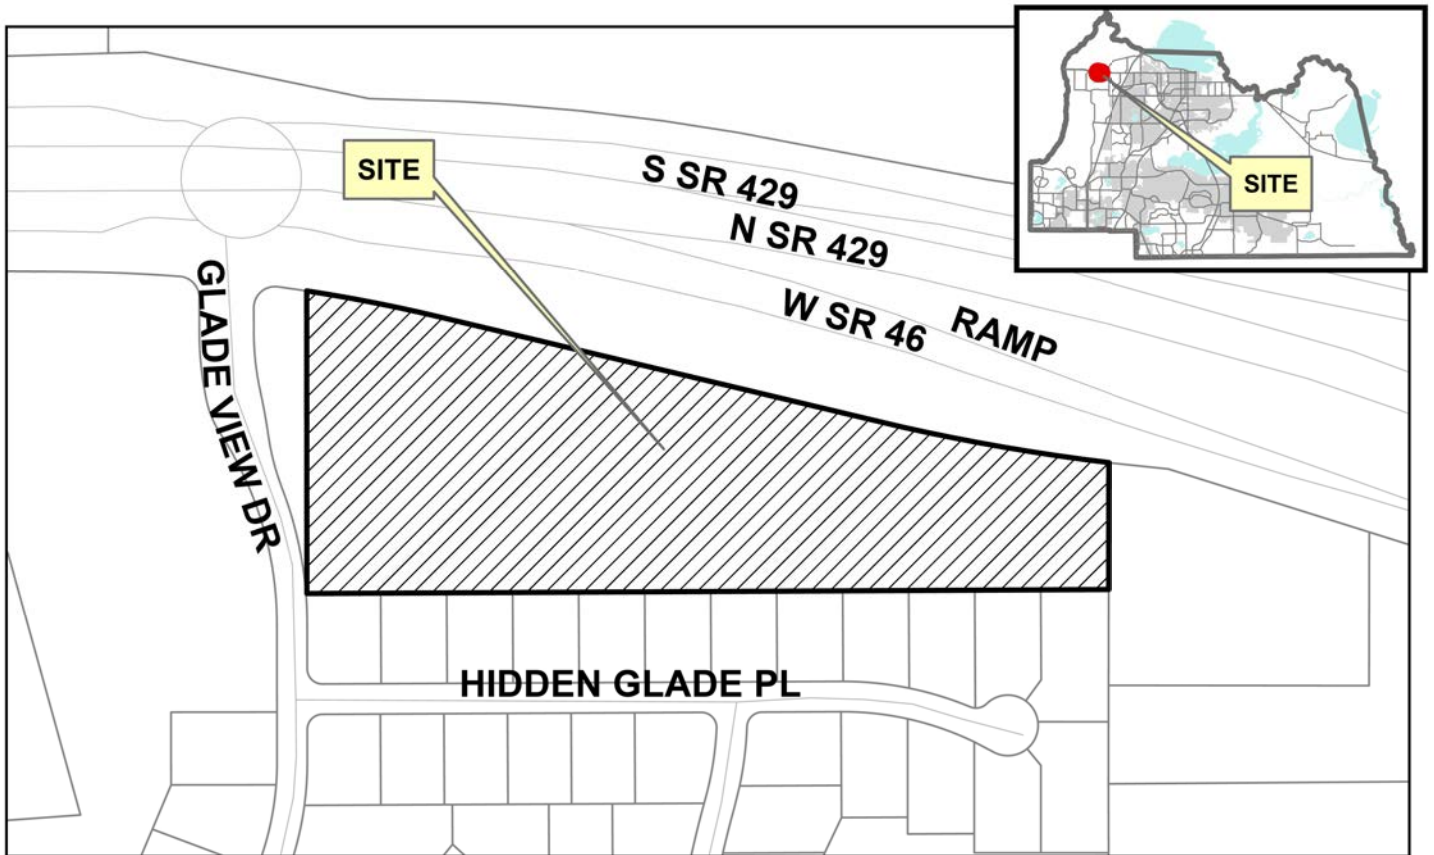 SITE
S SR 429
N SR 429
W SR 46
RAMP
SITE
GLADE VIEW DR
HIDDEN GLADE PL